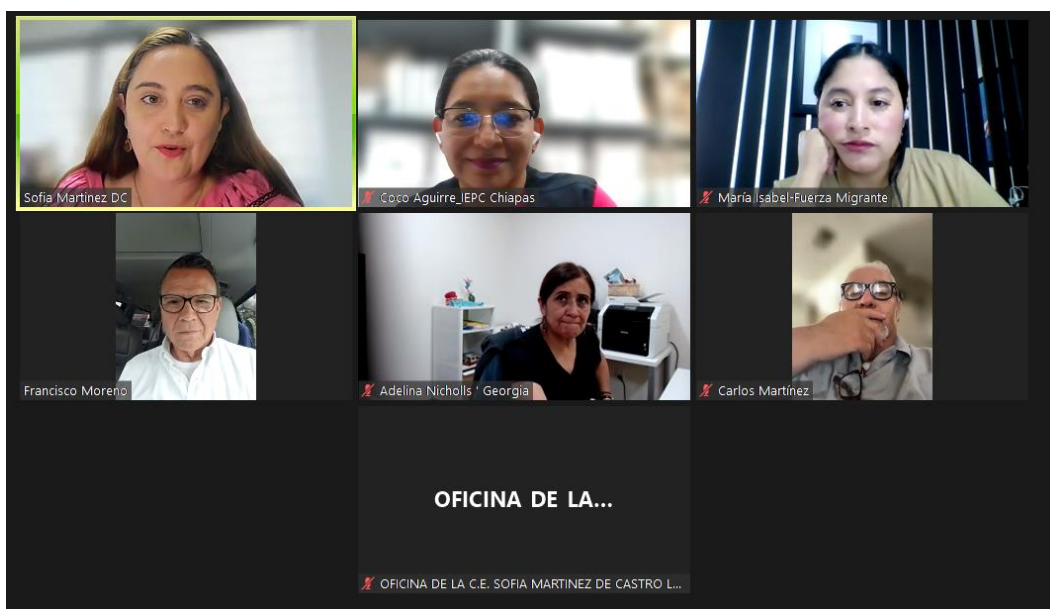 Sofia Martinez DC
Coco Aguirre_IEPC Chiapas
María Isabel-Fuerza Migrante
Francisco Moreno
Adelina Nicholls ' Georgia
Carlos Martínez
OFICINA DE LA...
OFICINA DE LA C.E. SOFIA MARTINEZ DE CASTRO L...